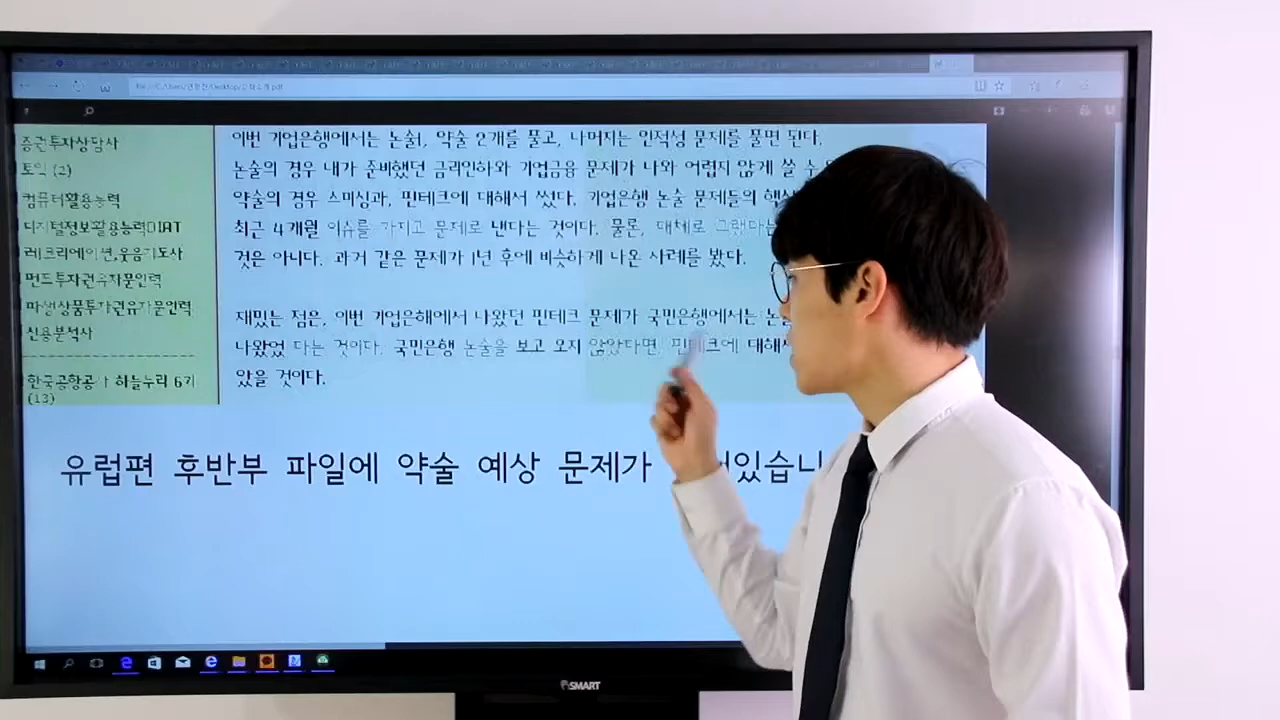 증권투자상담사
토익 (2)
컴퓨터활용능력
디지털정보활용능력DIAT
레크리에이션,웃음지도사
펀드투자권유자문인력
파생상품투자권유자문인력
신용분석사
한국공항공사 하늘누리 6기
(13)
이번 기업은행에서는 논술1, 약술 2개를 풀고, 나머지는 인적성 문제를 풀면 된다.
논술의 경우 내가 준비했던 금리인하와 기업금융 문제가 나와 어렵지 않게 쓸 수
약술의 경우 스미싱과, 핀테크에 대해서 썼다. 기업은행 논술 문제들의 핵심
최근 4개월 이슈를 가지고 문제로 낸다는 것이다. 물론, 대체로 그랬다는
것은 아니다. 과거 같은 문제가 1년 후에 비슷하게 나온 사례를 봤다.
재밌는 점은, 이번 기업은행에서 나왔던 핀테크 문제가 국민은행에서는 논술
나왔었다는 것이다. 국민은행 논술을 보고 오지 않았다면, 핀테크에 대해서
았을 것이다.
유럽편 후반부 파일에 약술 예상 문제가 있습니
SMART